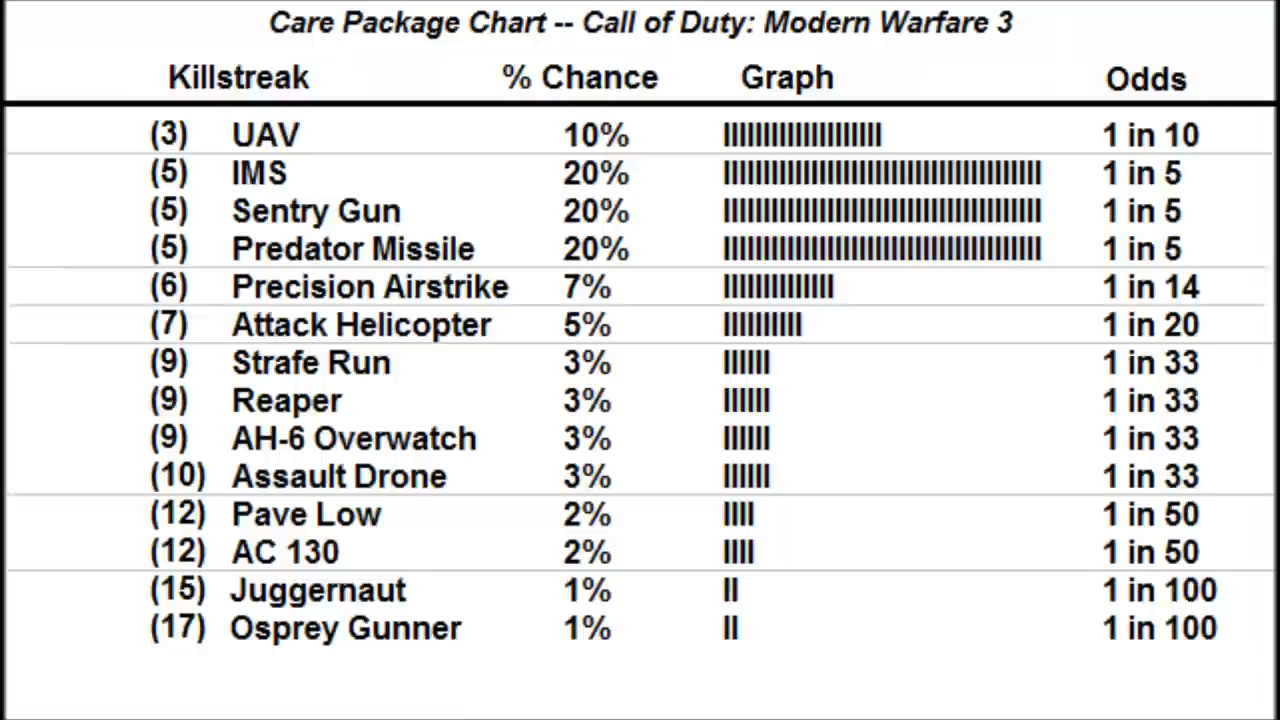 Care Package Chart -- Call of Duty: Modern Warfare 3
Killstreak % Chance Graph Odds
(3) UAV 10% 1 in 10
(5) IMS 20% 1 in 5
(5) Sentry Gun 20% 1 in 5
(5) Predator Missile 20% 1 in 5
(6) Precision Airstrike 7% 1 in 14
(7) Attack Helicopter 5% 1 in 20
(9) Strafe Run 3% 1 in 33
(9) Reaper 3% 1 in 33
(9) AH-6 Overwatch 3% 1 in 33
(10) Assault Drone 3% 1 in 33
(12) Pave Low 2% 1 in 50
(12) AC 130 2% 1 in 50
(15) Juggernaut 1% 1 in 100
(17) Osprey Gunner 1% 1 in 100